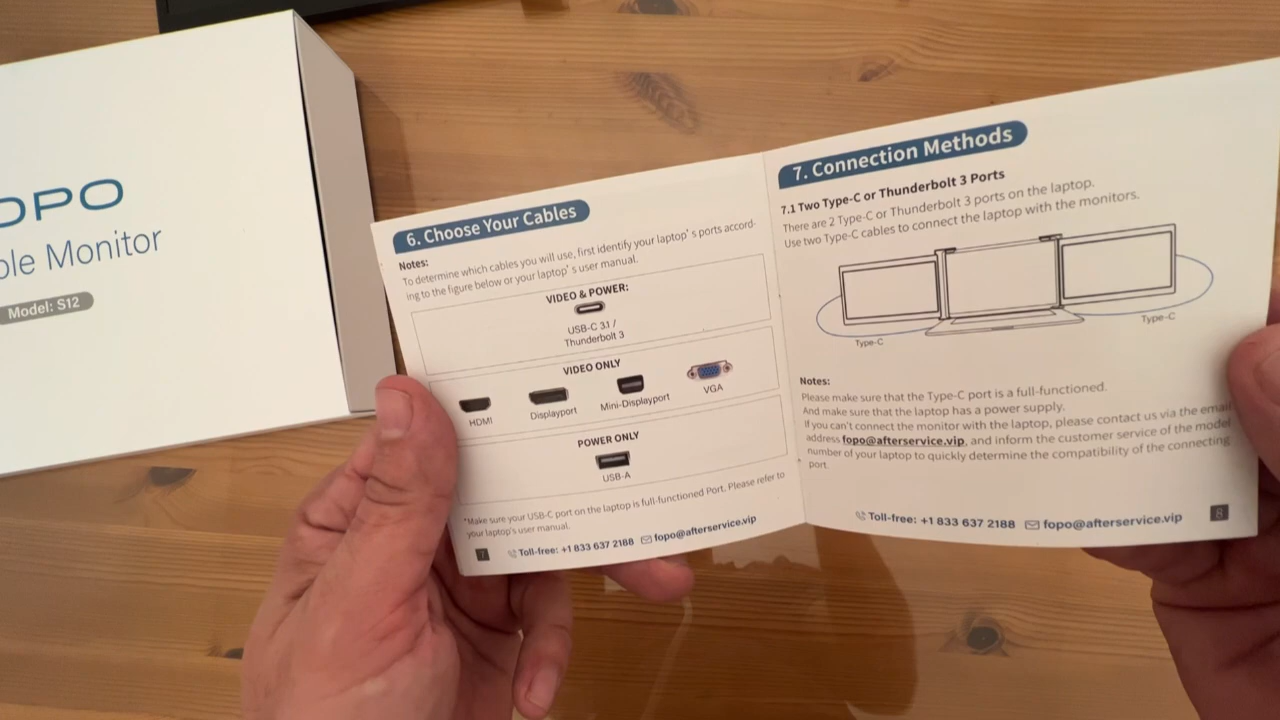 OPO
ble Monitor
Model: S12
6. Choose Your Cables
Notes:
To determine which cables you will use, first identify your laptop's ports accord-
ing to the figure below or your laptop's user manual.
VIDEO & POWER:
USB-C 3.1 /
Thunderbolt 3
VIDEO ONLY
HDMI
Displayport
Mini-Displayport
VGA
POWER ONLY
USB-A
*Make sure your USB-C port on the laptop is full-functioned Port. Please refer to
your laptop's user manual.
7
Toll-free: +1 833 637 2188 fopo@afterservice.vip
7. Connection Methods
7.1 Two Type-C or Thunderbolt 3 Ports
There are 2 Type-C or Thunderbolt 3 ports on the laptop.
Use two Type-C cables to connect the laptop with the monitors.
Type-C
Type-C
Notes:
Please make sure that the Type-C port is a full-functioned.
And make sure that the laptop has a power supply.
If you can't connect the monitor with the laptop, please contact us via the email
address fopo@afterservice.vip, and inform the customer service of the model
number of your laptop to quickly determine the compatibility of the connecting
port.
Toll-free: +1 833 637 2188 fopo@afterservice.vip
8